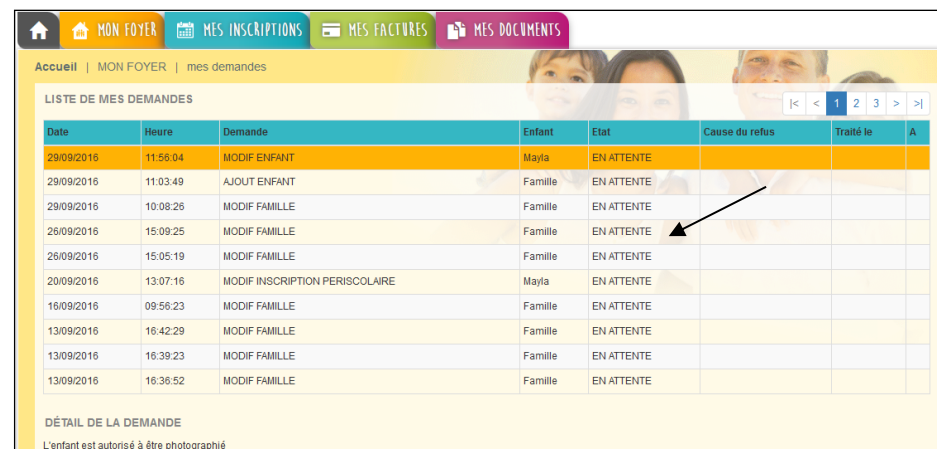 MON FOYER MES INSCRIPTIONS MES FACTURES MES DOCUMENTS
Accueil | MON FOYER | mes demandes
LISTE DE MES DEMANDES
|< < 1 2 3 > >|
Date Heure Demande Enfant Etat Cause du refus Traité le A
29/09/2016 11:56:04 MODIF ENFANT Mayla EN ATTENTE
29/09/2016 11:03:49 AJOUT ENFANT Famille EN ATTENTE
29/09/2016 10:08:26 MODIF FAMILLE Famille EN ATTENTE
26/09/2016 15:09:25 MODIF FAMILLE Famille EN ATTENTE
26/09/2016 15:05:19 MODIF FAMILLE Famille EN ATTENTE
20/09/2016 13:07:16 MODIF INSCRIPTION PERISCOLAIRE Mayla EN ATTENTE
16/09/2016 09:56:23 MODIF FAMILLE Famille EN ATTENTE
13/09/2016 16:42:29 MODIF FAMILLE Famille EN ATTENTE
13/09/2016 16:39:23 MODIF FAMILLE Famille EN ATTENTE
13/09/2016 16:36:52 MODIF FAMILLE Famille EN ATTENTE
DÉTAIL DE LA DEMANDE
L'enfant est autorisé à être photographié